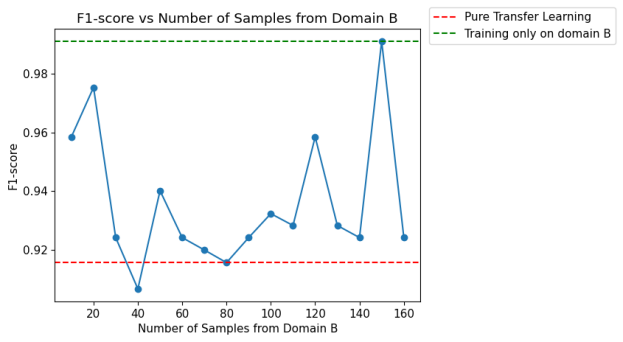 F1-score vs Number of Samples from Domain B
Pure Transfer Learning
Training only on domain B
F1-score
0.98
0.96
0.94
0.92
20 40 60 80 100 120 140 160
Number of Samples from Domain B